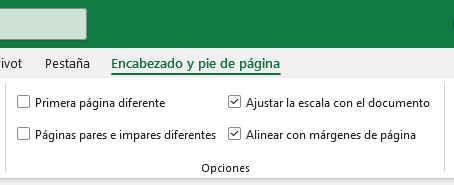 ivot Pestaña Encabezado y pie de página
Primera página diferente Ajustar la escala con el documento
Páginas pares e impares diferentes Alinear con márgenes de página
Opciones